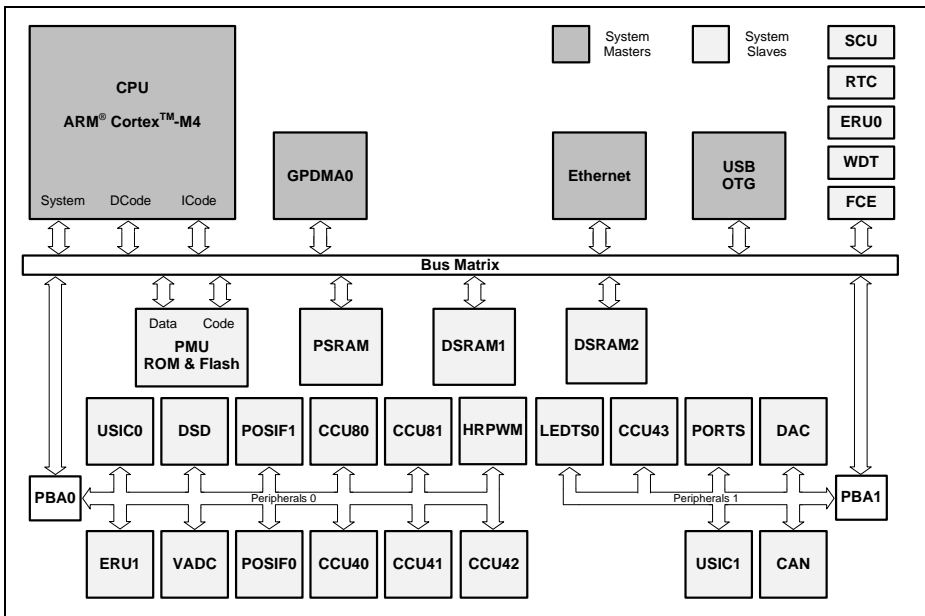 CPU
ARM® Cortex™-M4
System DCode ICode
GPDMA0
Ethernet
USB
OTG
System
Masters
System
Slaves
SCU
RTC
ERU0
WDT
FCE
Bus Matrix
Data Code
PMU
ROM & Flash
PSRAM
DSRAM1
DSRAM2
USIC0
DSD
POSIF1
CCU80
CCU81
HRPWM
LEDTS0
CCU43
PORTS
DAC
PBA0
Peripherals 0
Peripherals 1
PBA1
ERU1
VADC
POSIF0
CCU40
CCU41
CCU42
USIC1
CAN